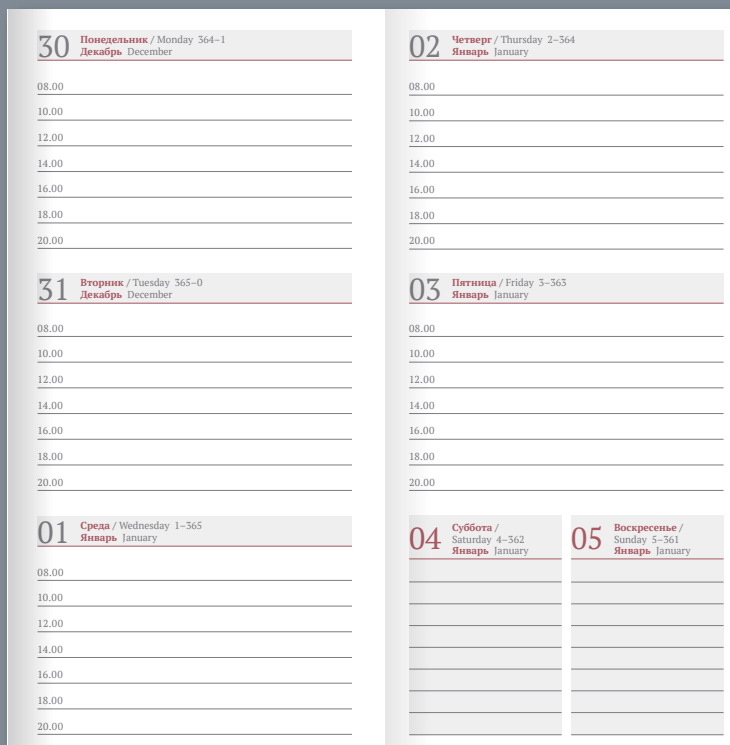 30 Понедельник / Monday 364–1
Декабрь December
08.00
10.00
12.00
14.00
16.00
18.00
20.00
31 Вторник / Tuesday 365–0
Декабрь December
08.00
10.00
12.00
14.00
16.00
18.00
20.00
01 Среда / Wednesday 1–365
Январь January
08.00
10.00
12.00
14.00
16.00
18.00
20.00
02 Четверг / Thursday 2–364
Январь January
08.00
10.00
12.00
14.00
16.00
18.00
20.00
03 Пятница / Friday 3–363
Январь January
08.00
10.00
12.00
14.00
16.00
18.00
20.00
04 Суббота /
Saturday 4–362
Январь January
05 Воскресенье /
Sunday 5–361
Январь January